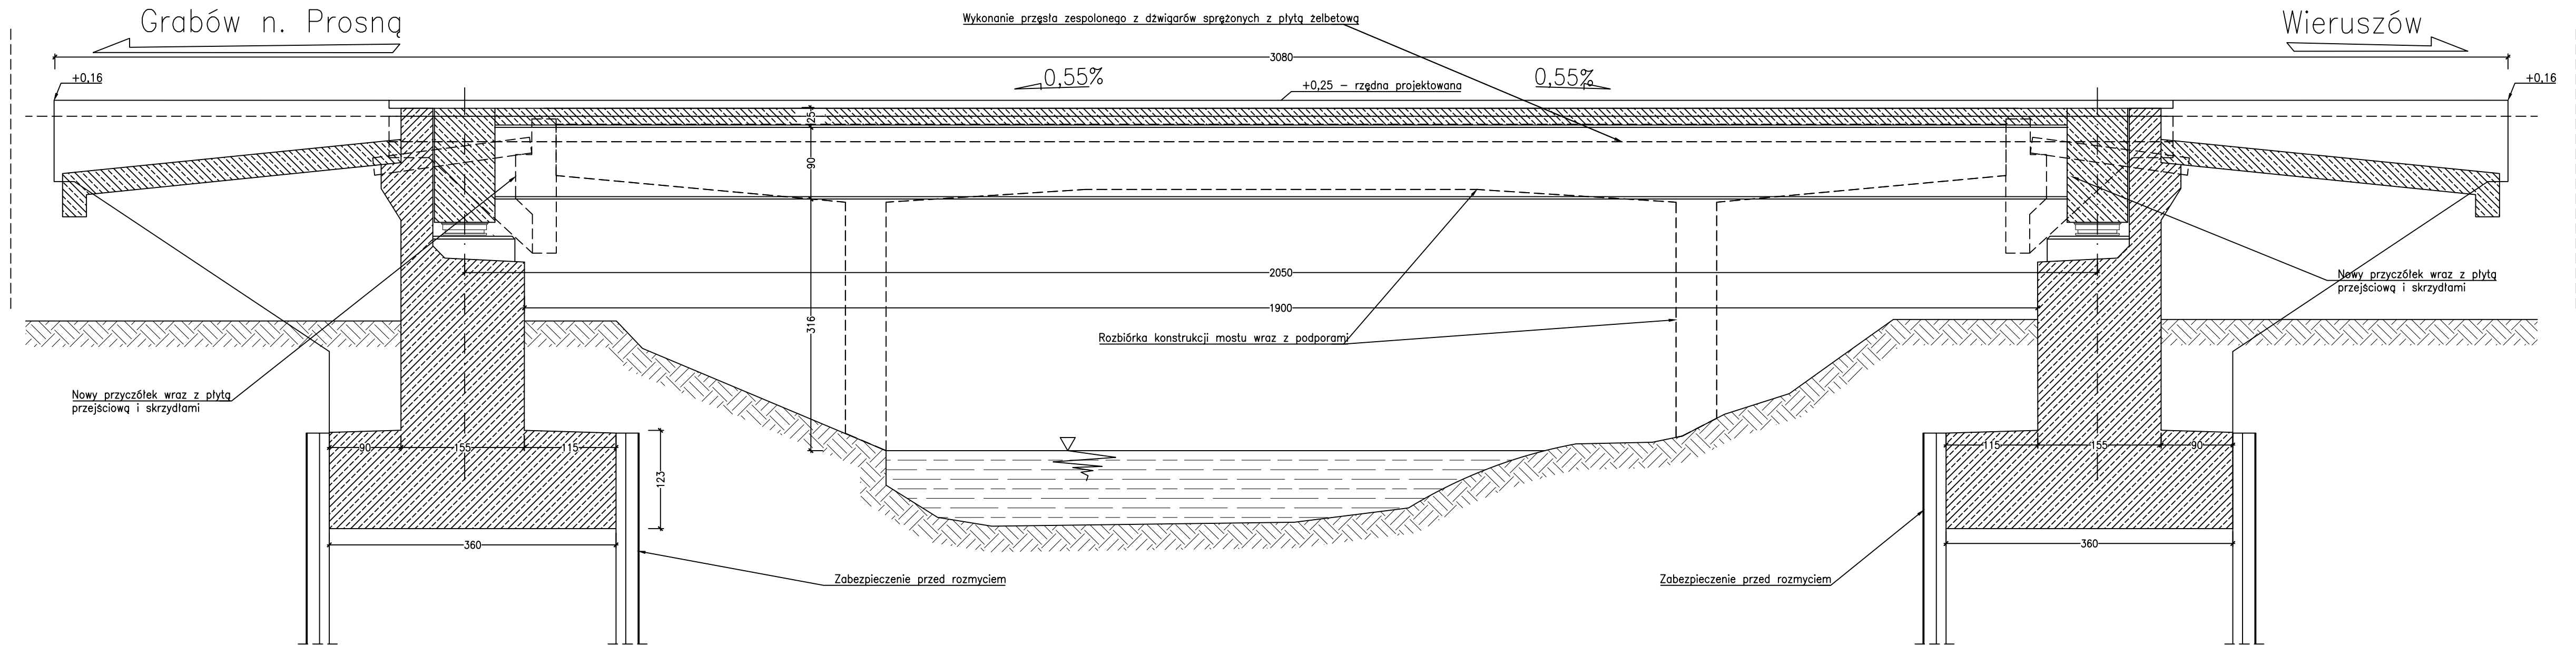 Grabów n. Prosną
Wykonanie przęsła zespolonego z dźwigarów sprężonych z płytą żelbetową
Wieruszów
3080
+0,16
0,55%
+0,25 – rzędna projektowana
0,55%
+0,16
25
90
2050
1900
316
Nowy przyczółek wraz z płytą
przejściową i skrzydłami
Rozbiórka konstrukcji mostu wraz z podporami
Nowy przyczółek wraz z płytą
przejściową i skrzydłami
90
155
115
123
360
115
155
90
360
Zabezpieczenie przed rozmyciem
Zabezpieczenie przed rozmyciem